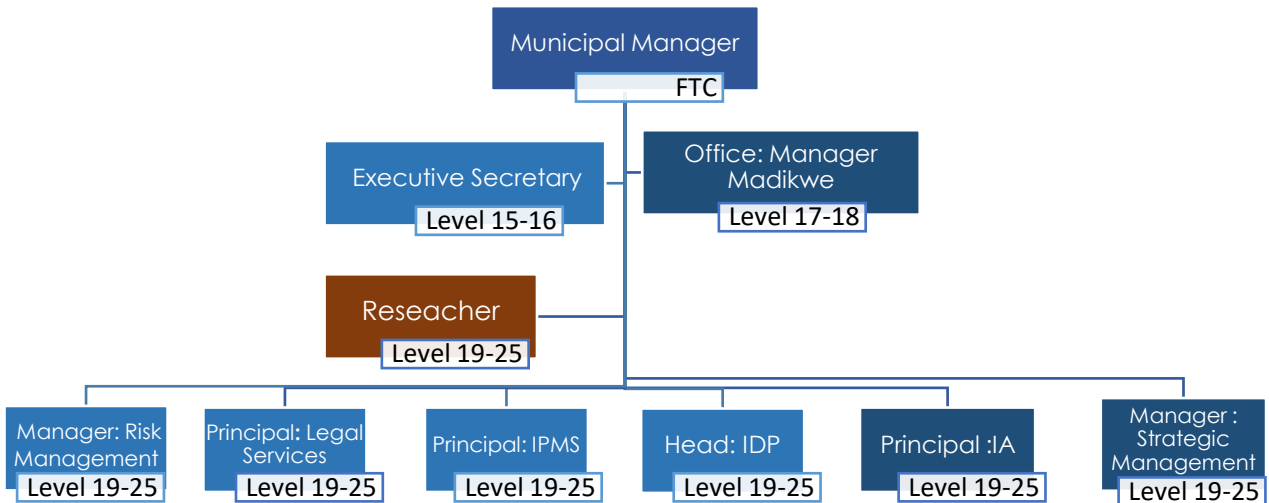 Municipal Manager
FTC
Executive Secretary
Level 15-16
Office: Manager
Madikwe
Level 17-18
Reseacher
Level 19-25
Manager: Risk
Management
Level 19-25
Principal: Legal
Services
Level 19-25
Principal: IPMS
Level 19-25
Head: IDP
Level 19-25
Principal :IA
Level 19-25
Manager :
Strategic
Management
Level 19-25